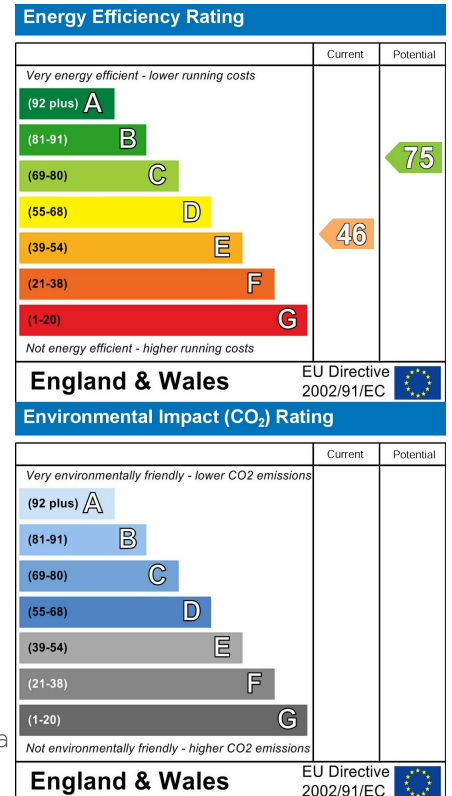 Energy Efficiency Rating
Current Potential
Very energy efficient - lower running costs
(92 plus) A
(81-91) B
75
(69-80) C
(55-68) D
46
(39-54) E
(21-38) F
(1-20) G
Not energy efficient - higher running costs
England & Wales
EU Directive
2002/91/EC
Environmental Impact (CO₂) Rating
Current Potential
Very environmentally friendly - lower CO2 emissions
(92 plus) A
(81-91) B
(69-80) C
(55-68) D
(39-54) E
(21-38) F
(1-20) G
a
Not environmentally friendly - higher CO2 emissions
England & Wales
EU Directive
2002/91/EC